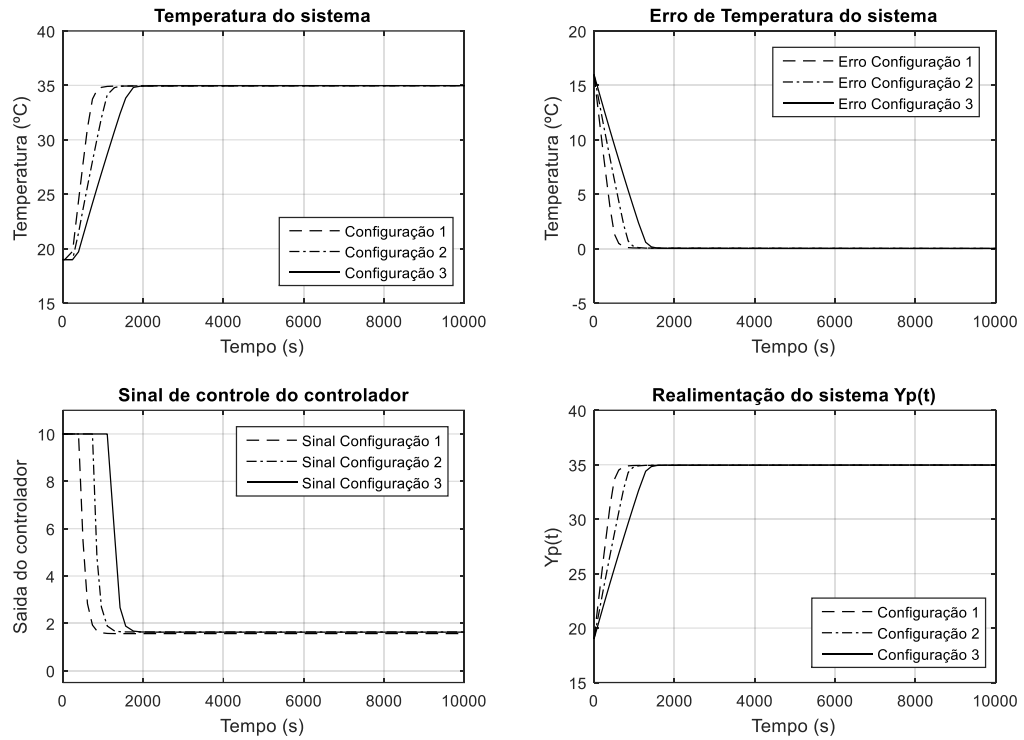 Temperatura do sistema
40
35
30
25
20
15
Temperatura (ºC)
Configuração 1
Configuração 2
Configuração 3
0 2000 4000 6000 8000 10000
Tempo (s)
Erro de Temperatura do sistema
20
15
10
5
0
-5
Temperatura (ºC)
Erro Configuração 1
Erro Configuração 2
Erro Configuração 3
0 2000 4000 6000 8000 10000
Tempo (s)
Sinal de controle do controlador
10
8
6
4
2
0
Saida do controlador
Sinal Configuração 1
Sinal Configuração 2
Sinal Configuração 3
0 2000 4000 6000 8000 10000
Tempo (s)
Realimentação do sistema Yp(t)
40
35
30
25
20
15
Yp(t)
Configuração 1
Configuração 2
Configuração 3
0 2000 4000 6000 8000 10000
Tempo (s)